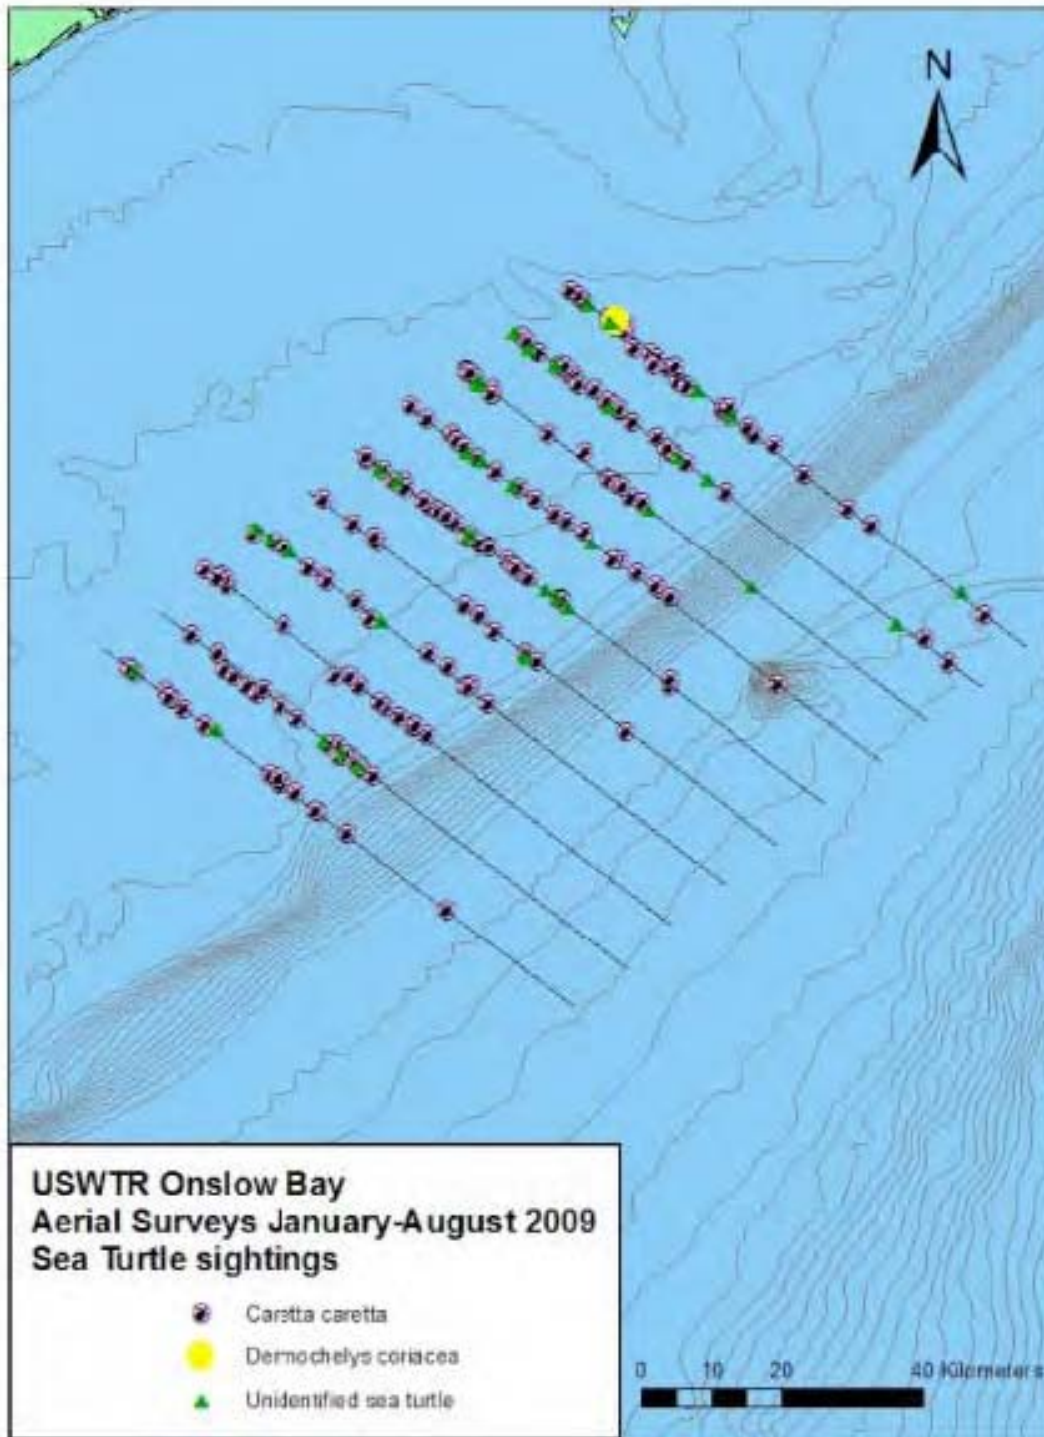 N
USWTR Onslow Bay
Aerial Surveys January-August 2009
Sea Turtle sightings
Caretta caretta
Dermochelys coriacea
Unidentified sea turtle
0 10 20 40 Kilometers